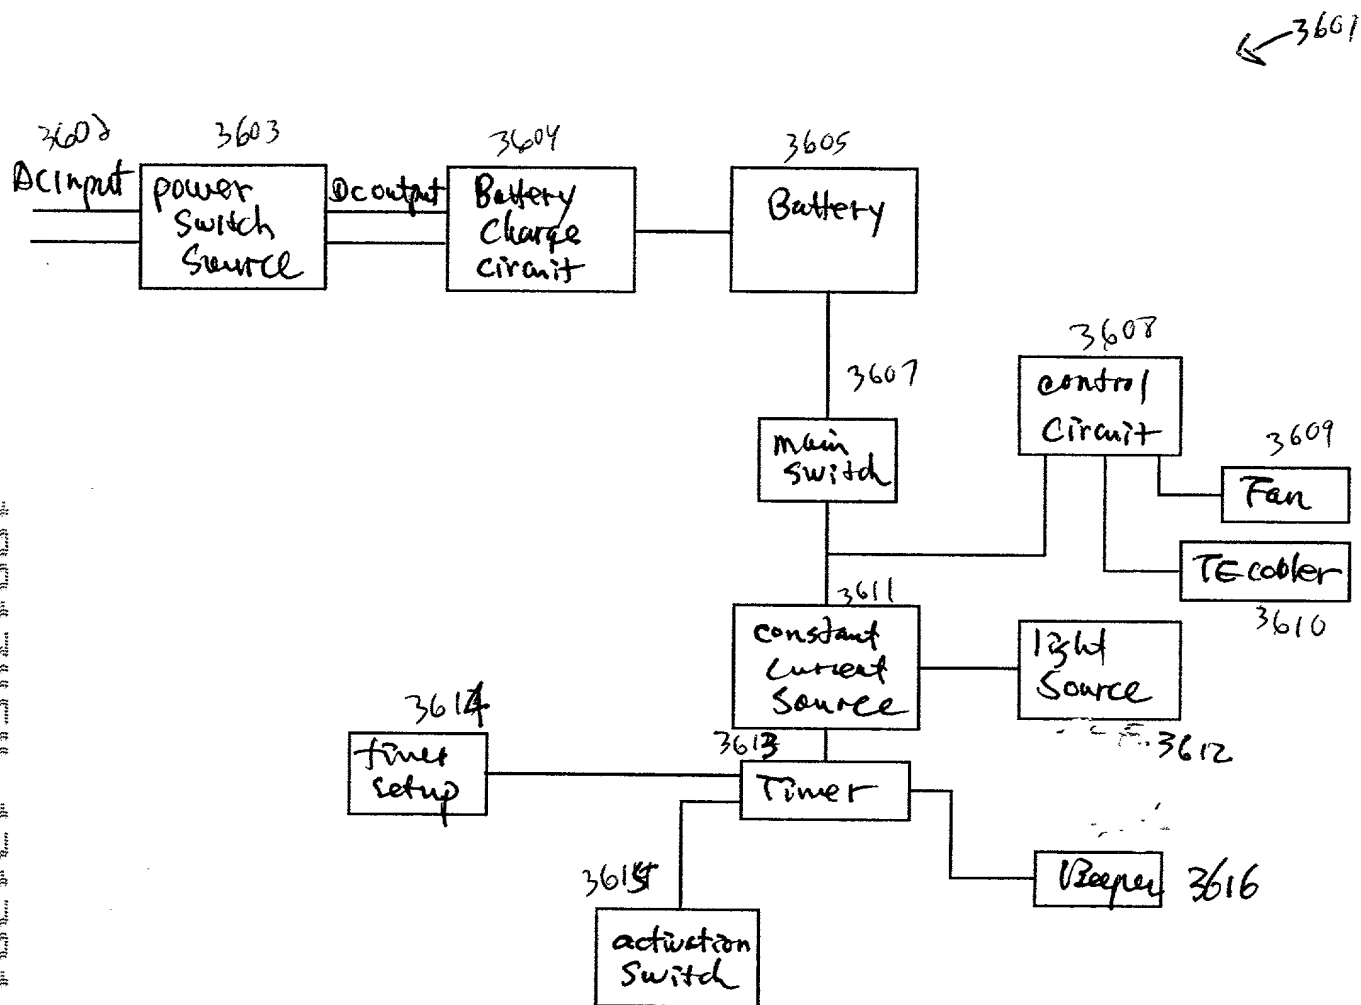 3601
3602
DC input
3603
power
switch
source
DC output
3604
Battery
charge
circuit
3605
Battery
3607
main
switch
3608
control
circuit
3609
Fan
TE cooler
3610
3611
constant
current
source
light
source
3612
3613
Timer
3614
timer
setup
3615
activation
switch
Beeper 3616